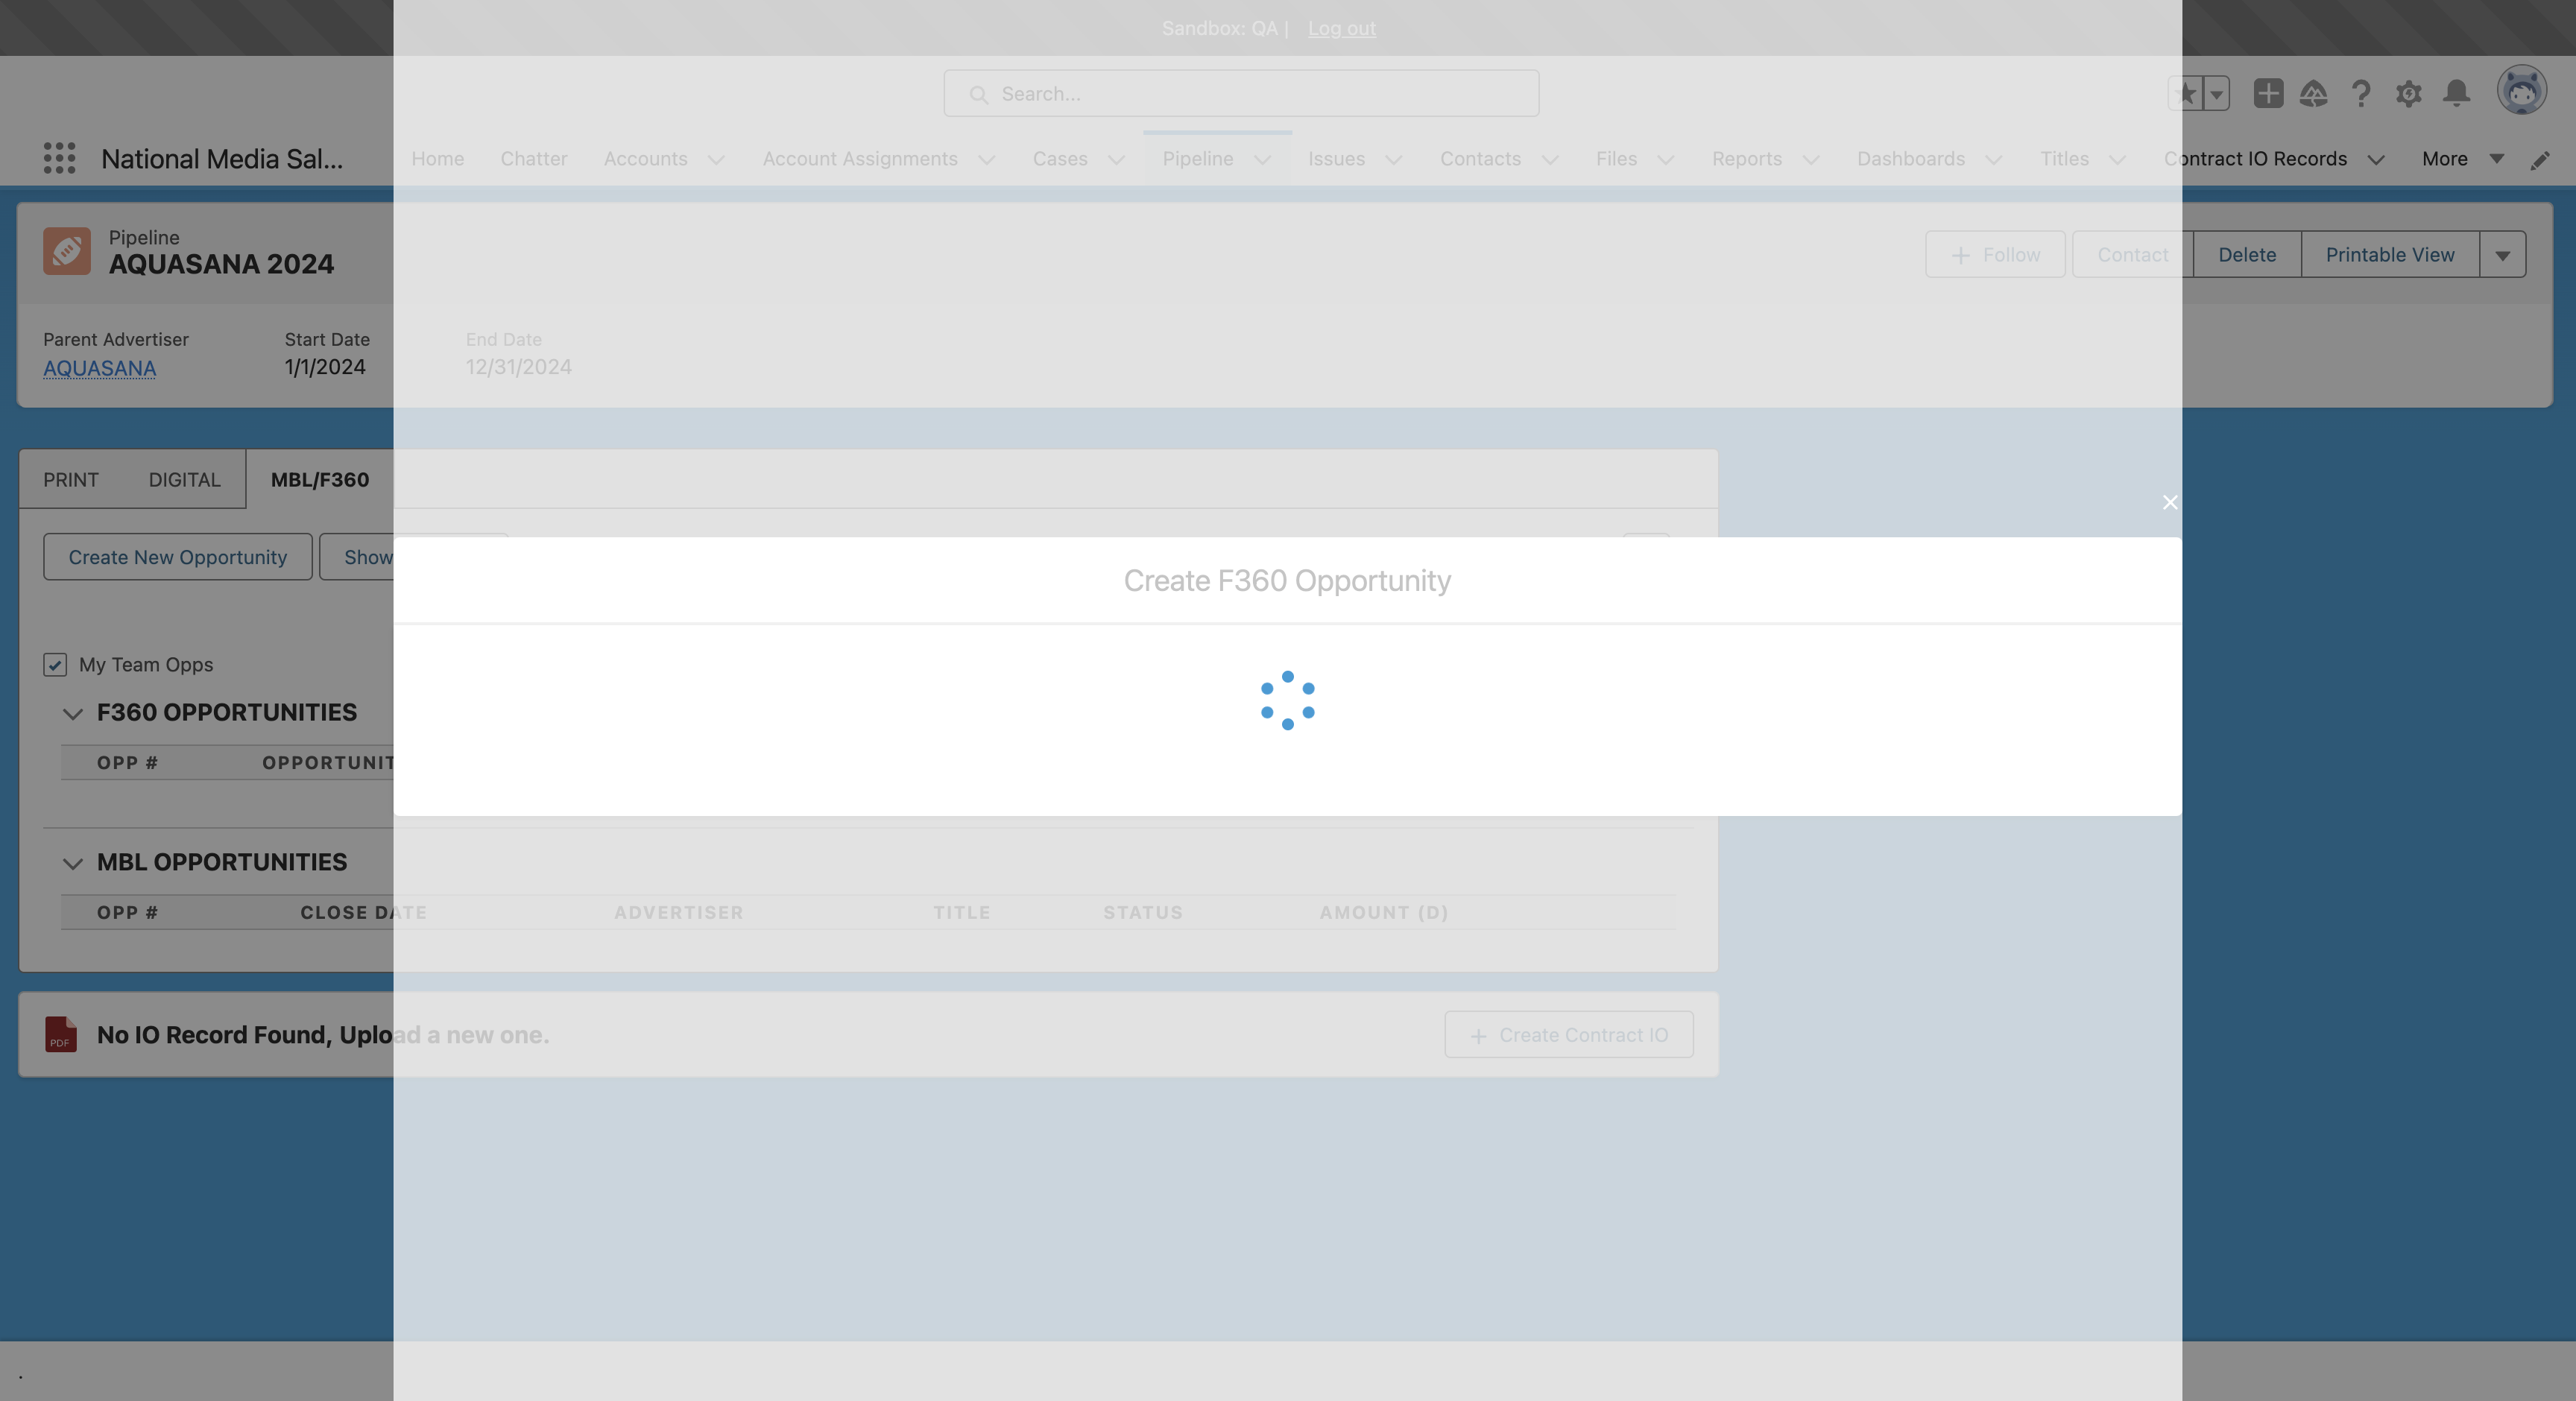 Sandbox: QA | Log out
Search...
National Media Sal...
Home Chatter Accounts Account Assignments Cases Pipeline Issues Contacts Files Reports Dashboards Titles Contract IO Records More
Pipeline
AQUASANA 2024
Follow Contact Delete Printable View
Parent Advertiser Start Date End Date
AQUASANA 1/1/2024 12/31/2024
PRINT DIGITAL MBL/F360
Create New Opportunity Show
Create F360 Opportunity
My Team Opps
F360 OPPORTUNITIES
OPP # OPPORTUNIT
MBL OPPORTUNITIES
OPP # CLOSE DATE ADVERTISER TITLE STATUS AMOUNT (D)
PDF No IO Record Found, Upload a new one. Create Contract IO
.